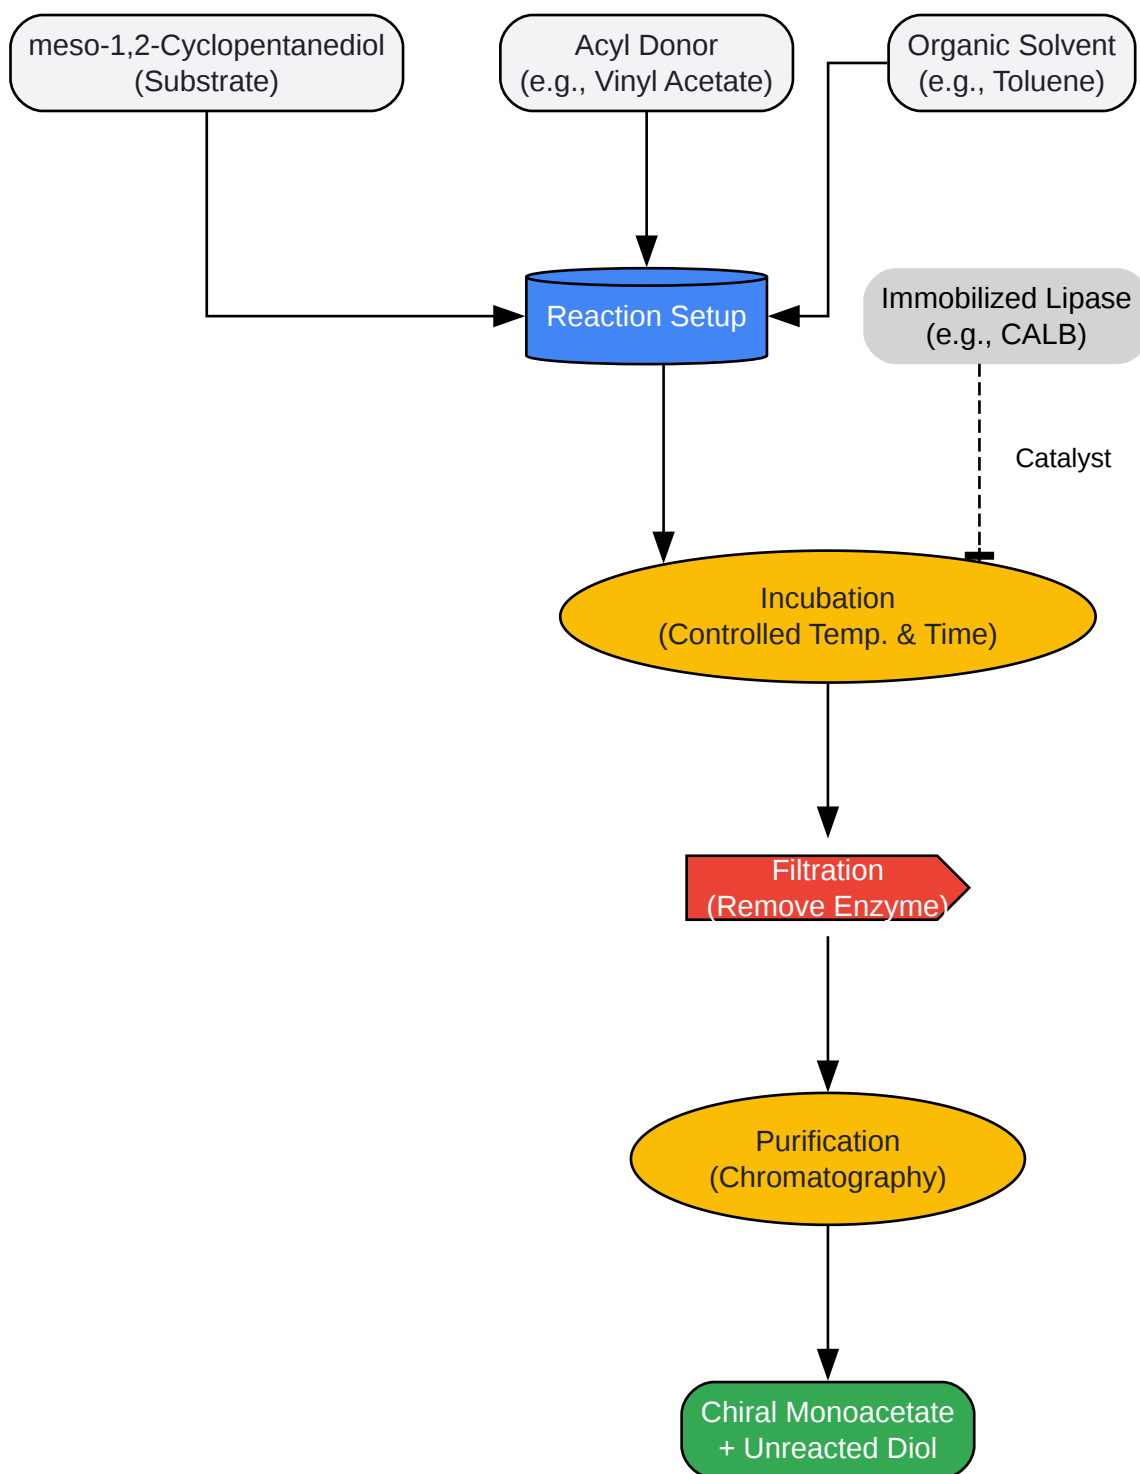 meso-1,2-Cyclopentanediol
(Substrate)
Acyl Donor
(e.g., Vinyl Acetate)
Organic Solvent
(e.g., Toluene)
Reaction Setup
Immobilized Lipase
(e.g., CALB)
Catalyst
Incubation
(Controlled Temp. & Time)
Filtration
(Remove Enzyme)
Purification
(Chromatography)
Chiral Monoacetate
+ Unreacted Diol